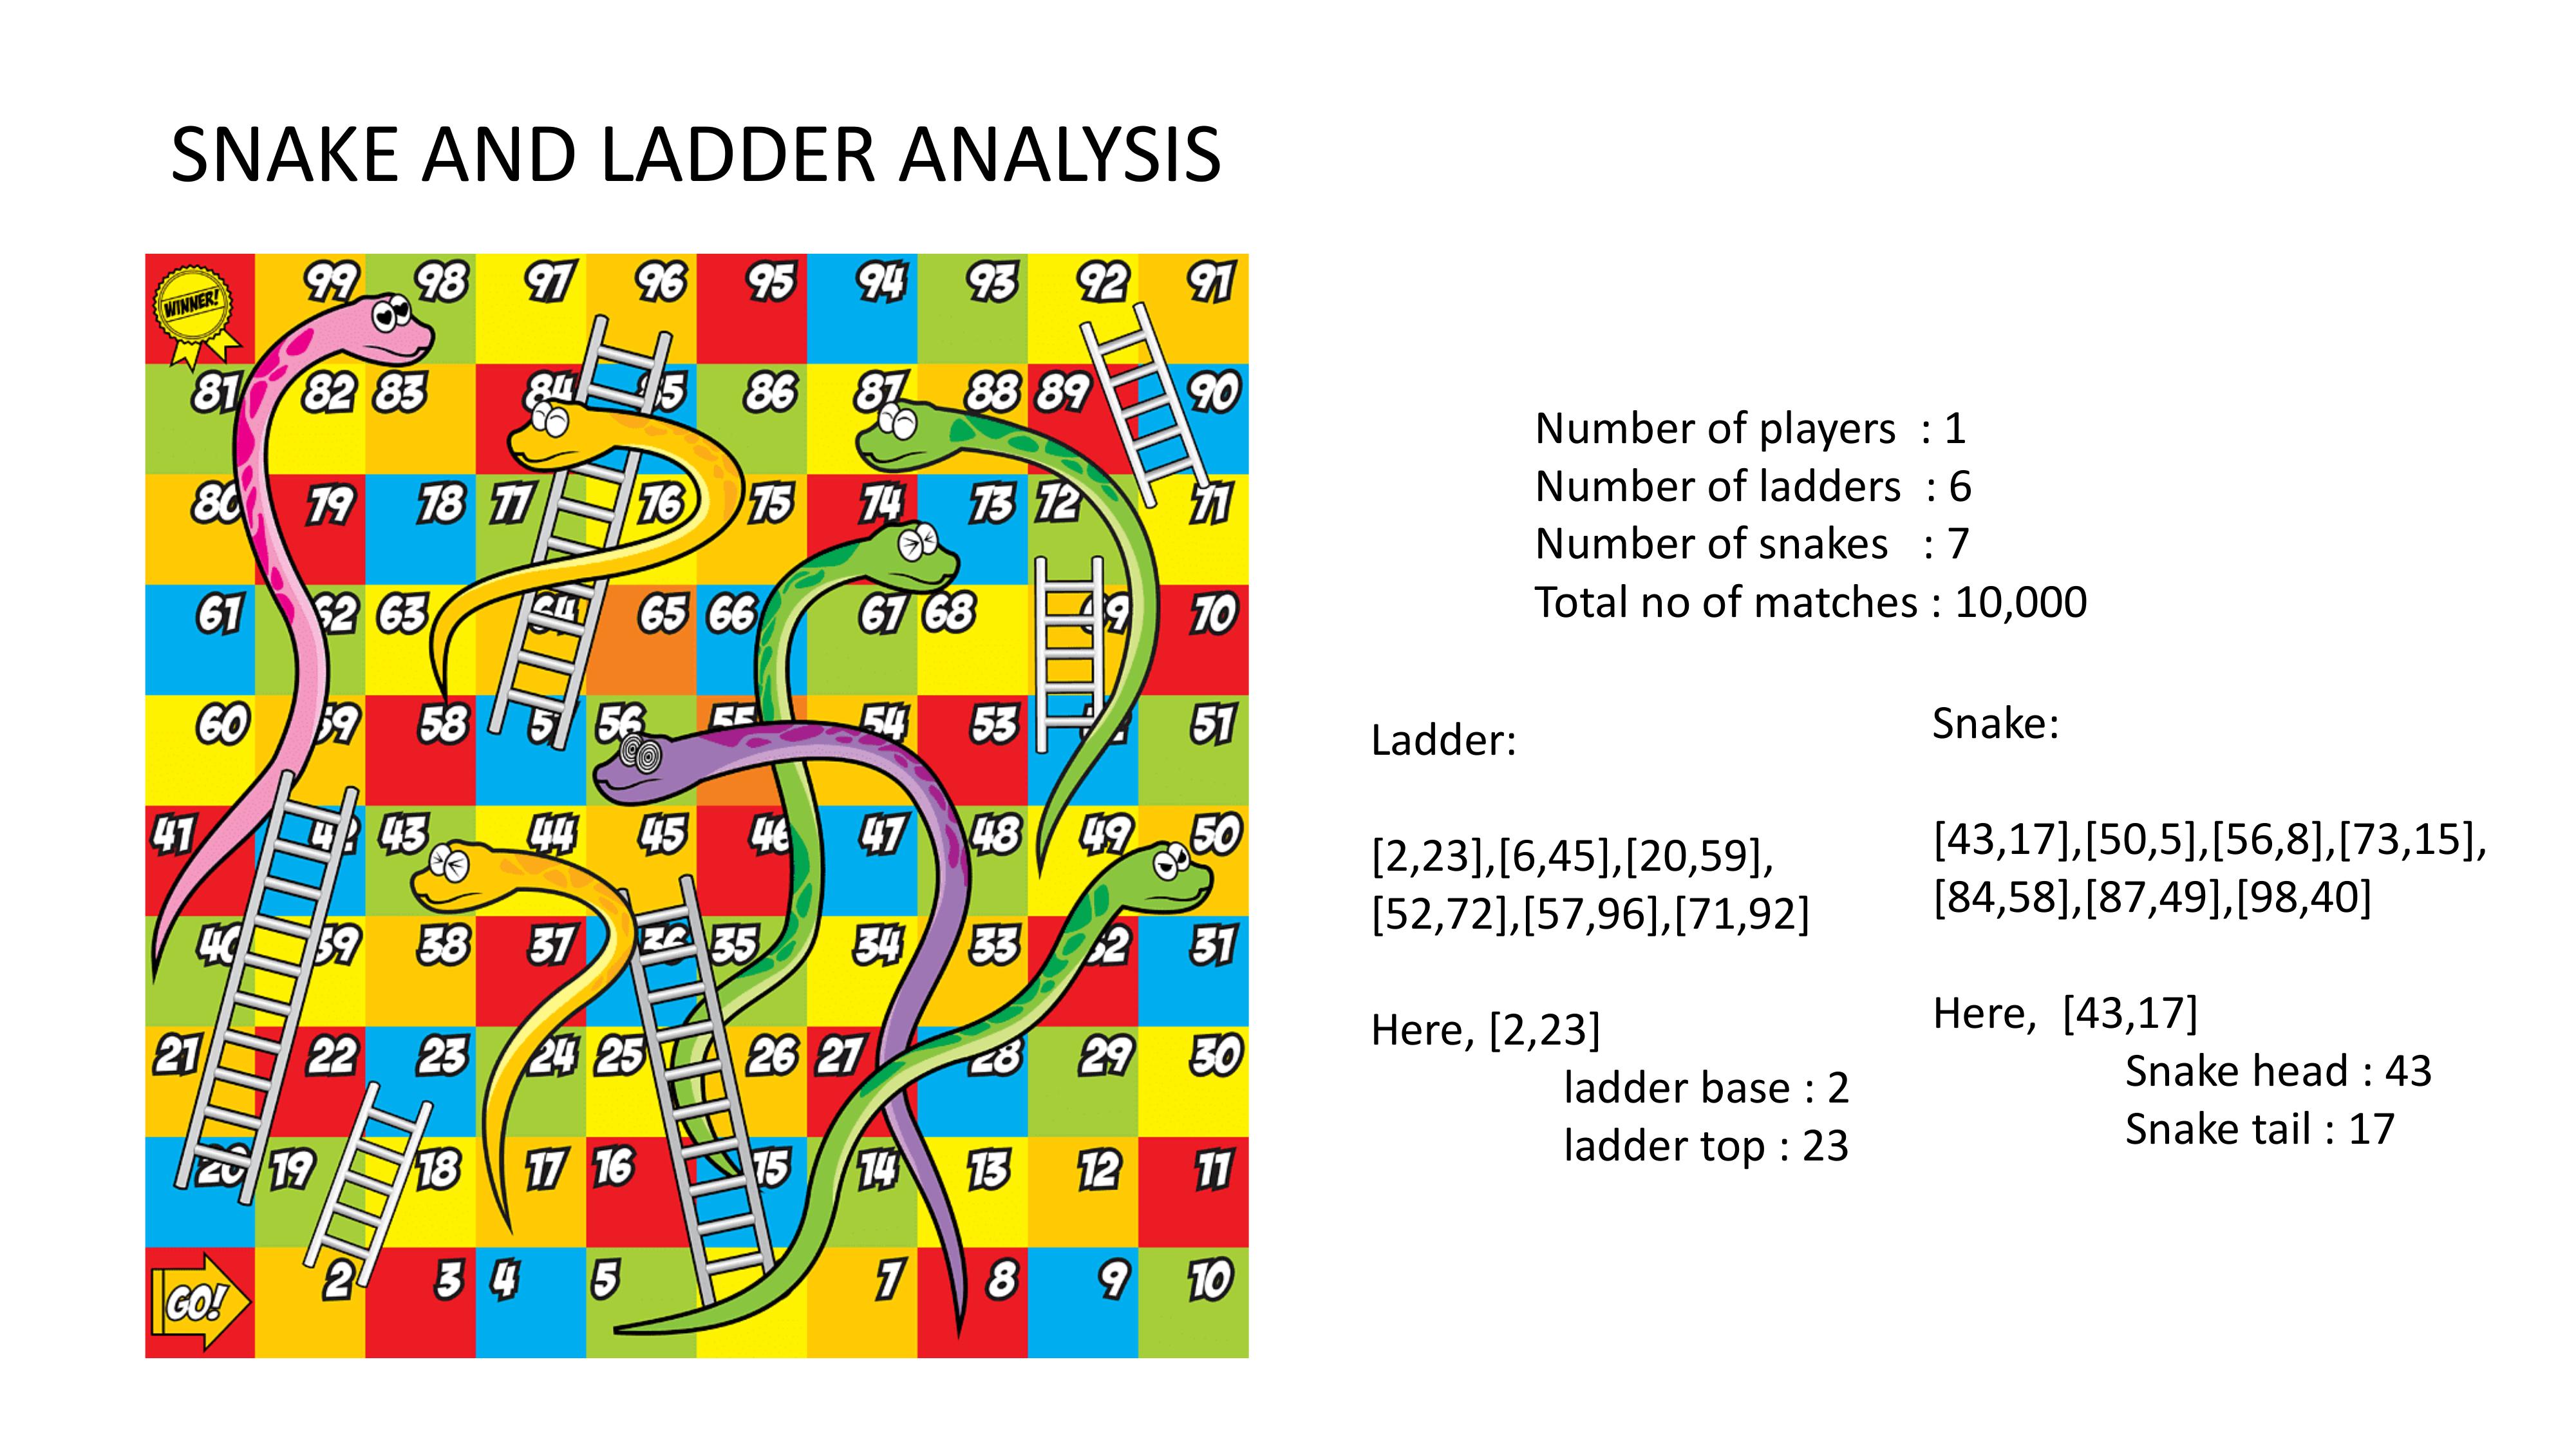 SNAKE AND LADDER ANALYSIS
WINNER! 99 98 97 96 95 94 93 92 91
81 82 83 84 85 86 87 88 89 90
80 79 78 77 76 75 74 73 72 71
61 62 63 64 65 66 67 68 69 70
60 59 58 57 56 55 54 53 52 51
41 42 43 44 45 46 47 48 49 50
40 39 38 37 36 35 34 33 32 31
21 22 23 24 25 26 27 28 29 30
20 19 18 17 16 15 14 13 12 11
GO! 2 3 4 5 7 8 9 10
Number of players : 1
Number of ladders : 6
Number of snakes : 7
Total no of matches : 10,000
Ladder:
[2,23],[6,45],[20,59],
[52,72],[57,96],[71,92]
Here, [2,23]
ladder base : 2
ladder top : 23
Snake:
[43,17],[50,5],[56,8],[73,15],
[84,58],[87,49],[98,40]
Here, [43,17]
Snake head : 43
Snake tail : 17